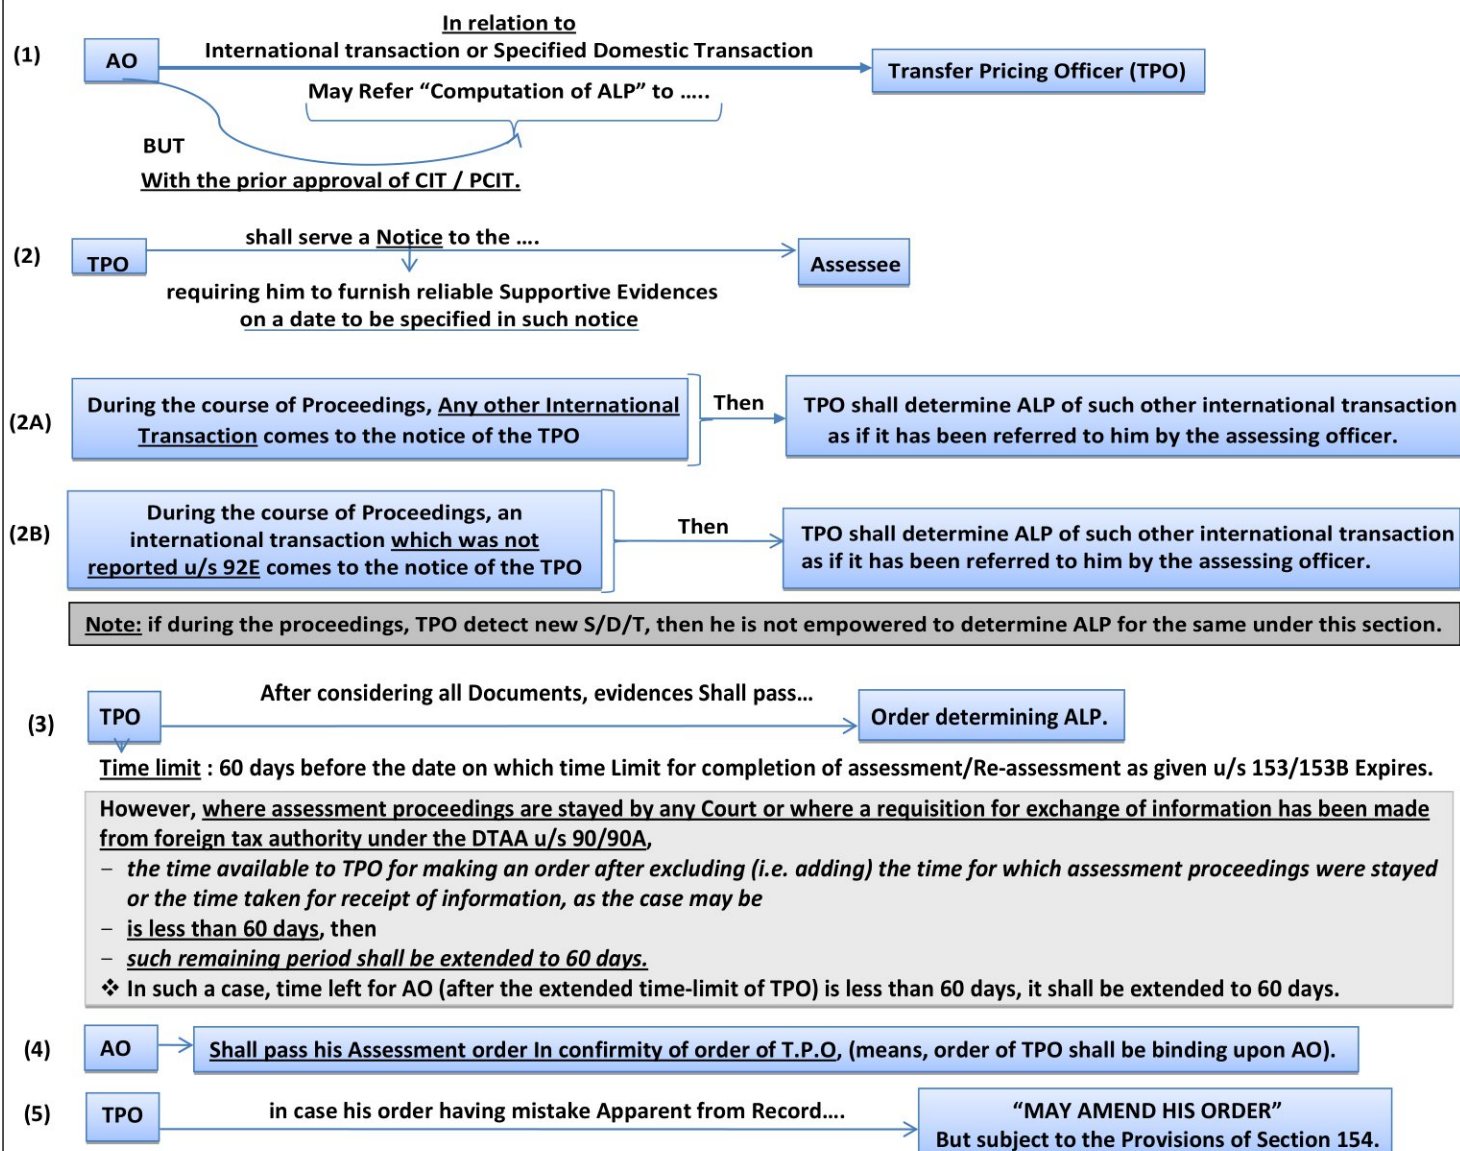 In relation to
(1) AO International transaction or Specified Domestic Transaction Transfer Pricing Officer (TPO)
May Refer “Computation of ALP” to …..
BUT
With the prior approval of CIT / PCIT.
(2) TPO shall serve a Notice to the …. Assessee
requiring him to furnish reliable Supportive Evidences
on a date to be specified in such notice
(2A) During the course of Proceedings, Any other International
Transaction comes to the notice of the TPO
Then
TPO shall determine ALP of such other international transaction
as if it has been referred to him by the assessing officer.
(2B) During the course of Proceedings, an
international transaction which was not
reported u/s 92E comes to the notice of the TPO
Then
TPO shall determine ALP of such other international transaction
as if it has been referred to him by the assessing officer.
Note: if during the proceedings, TPO detect new S/D/T, then he is not empowered to determine ALP for the same under this section.
(3) TPO After considering all Documents, evidences Shall pass… Order determining ALP.
Time limit : 60 days before the date on which time Limit for completion of assessment/Re-assessment as given u/s 153/153B Expires.
However, where assessment proceedings are stayed by any Court or where a requisition for exchange of information has been made
from foreign tax authority under the DTAA u/s 90/90A,
– the time available to TPO for making an order after excluding (i.e. adding) the time for which assessment proceedings were stayed
or the time taken for receipt of information, as the case may be
– is less than 60 days, then
– such remaining period shall be extended to 60 days.
❖ In such a case, time left for AO (after the extended time-limit of TPO) is less than 60 days, it shall be extended to 60 days.
(4) AO Shall pass his Assessment order In confirmity of order of T.P.O, (means, order of TPO shall be binding upon AO).
(5) TPO in case his order having mistake Apparent from Record…. “MAY AMEND HIS ORDER”
But subject to the Provisions of Section 154.